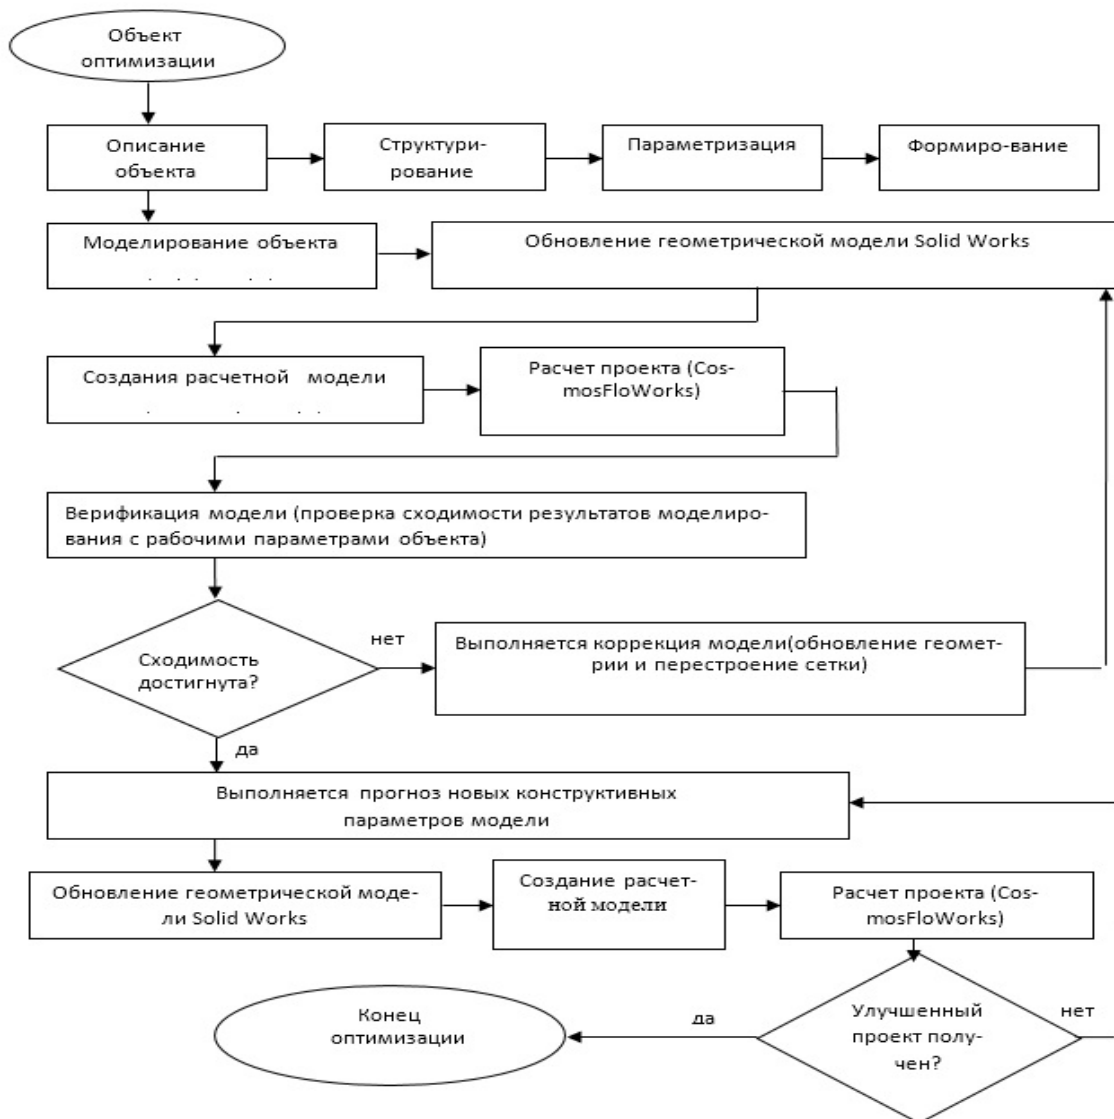 Объект
оптимизации
Описание
объекта
Структури-
рование
Параметризация
Формиро-вание
Моделирование объекта
Обновление геометрической модели Solid Works
Создания расчетной модели
Расчет проекта (Cos-
mosFloWorks)
Верификация модели (проверка сходимости результатов моделиро-
вания с рабочими параметрами объекта)
Сходимость
достигнута?
нет
Выполняется коррекция модели(обновление геомет-
рии и перестроение сетки)
да
Выполняется прогноз новых конструктивных
параметров модели
Обновление геометрической моде-
ли Solid Works
Создание расчет-
ной модели
Расчет проекта (Cos-
mosFloWorks)
Улучшенный
проект полу-
чен?
нет
да
Конец
оптимизации